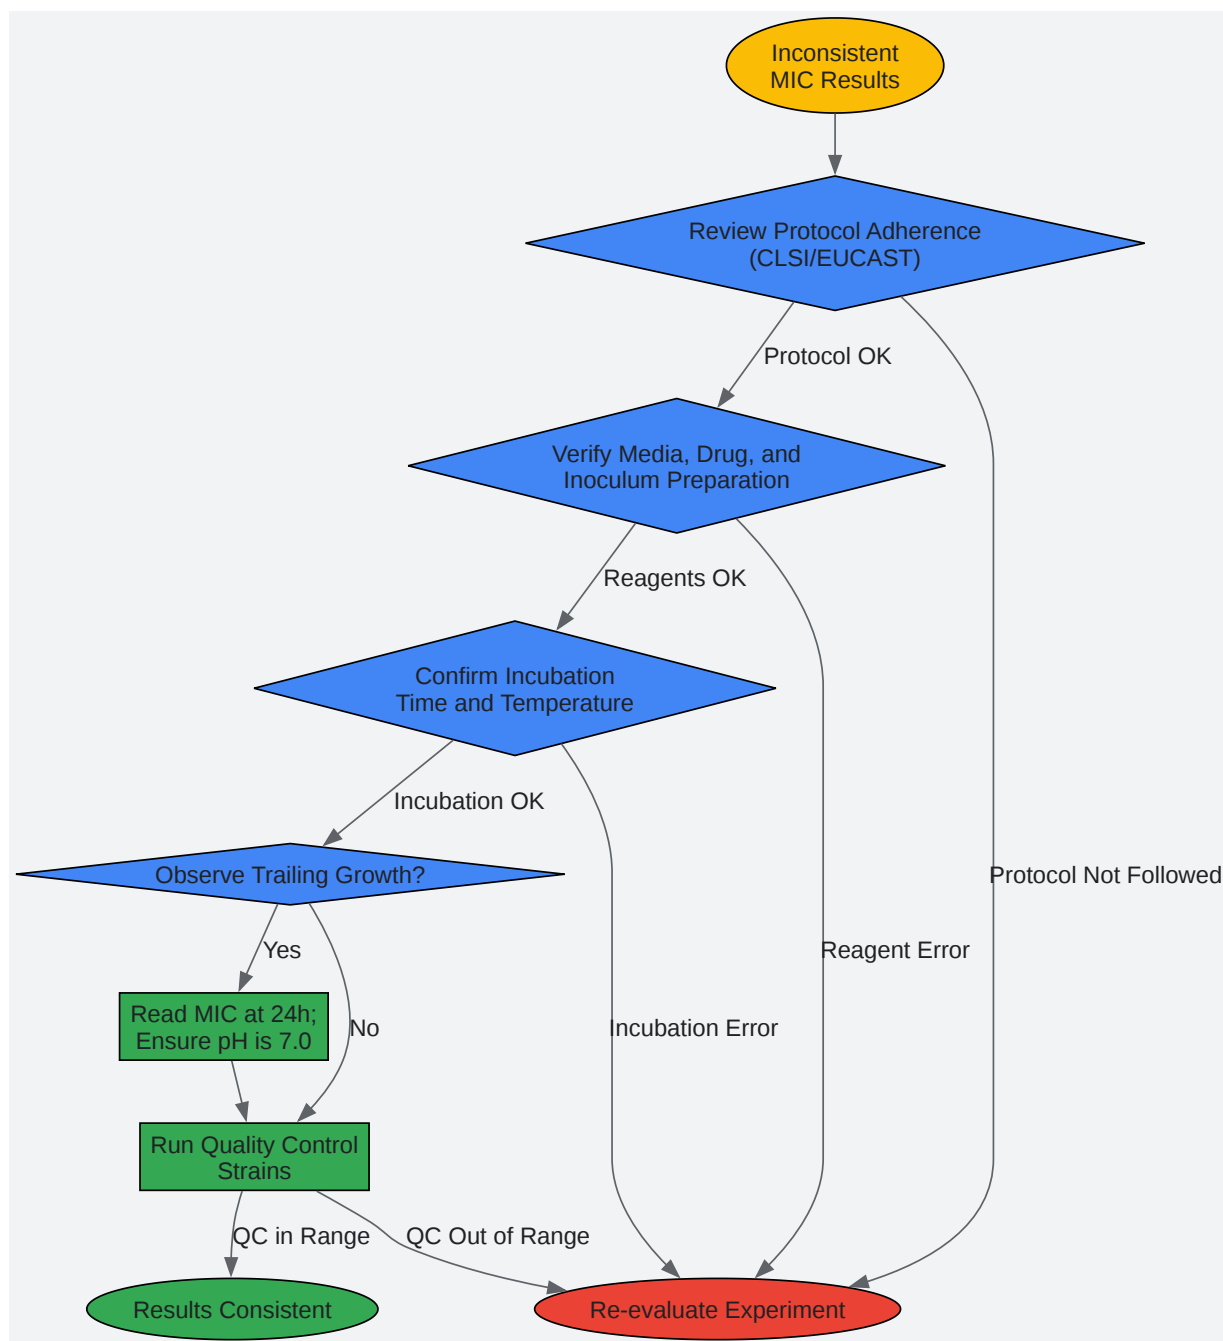 Inconsistent
MIC Results
Review Protocol Adherence
(CLSI/EUCAST)
Protocol OK
Verify Media, Drug, and
Inoculum Preparation
Reagents OK
Confirm Incubation
Time and Temperature
Incubation OK
Observe Trailing Growth?
Protocol Not Followed
Yes
Reagent Error
Read MIC at 24h;
Ensure pH is 7.0
No
Incubation Error
Run Quality Control
Strains
QC in Range
QC Out of Range
Results Consistent
Re-evaluate Experiment